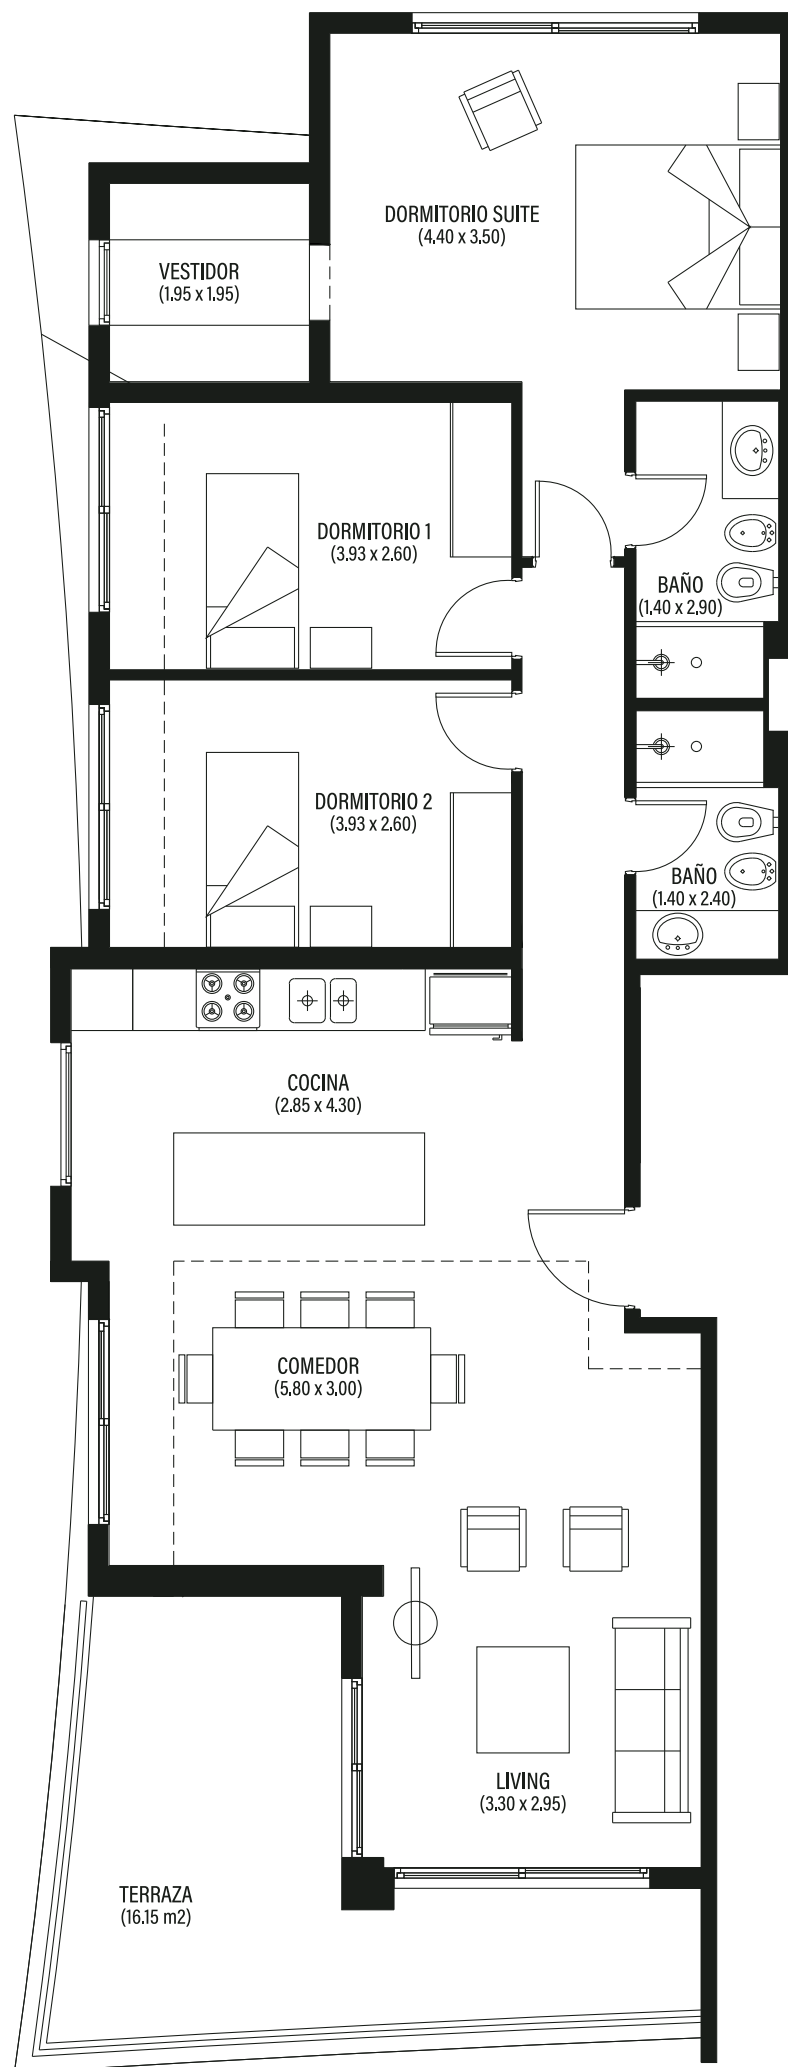 DORMITORIO SUITE
(4.40 x 3.50)
VESTIDOR
(1.95 x 1.95)
DORMITORIO 1
(3.93 x 2.60)
BAÑO
(1.40 x 2.90)
DORMITORIO 2
(3.93 x 2.60)
BAÑO
(1.40 x 2.40)
COCINA
(2.85 x 4.30)
COMEDOR
(5.80 x 3.00)
LIVING
(3.30 x 2.95)
TERRAZA
(16.15 m2)